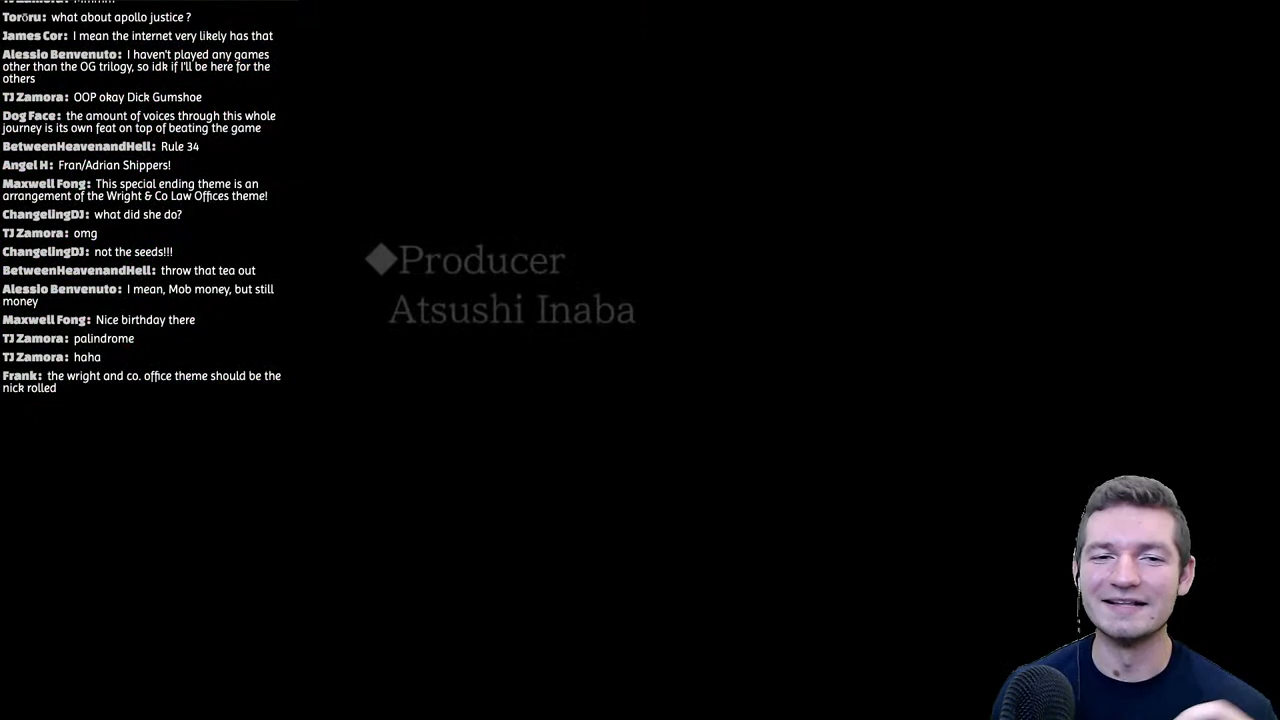 Torōru: what about apollo justice ?
James Cor: I mean the internet very likely has that
Alessio Benvenuto: I haven't played any games
other than the OG trilogy, so idk if I'll be here for the
others
TJ Zamora: OOP okay Dick Gumshoe
Dog Face: the amount of voices through this whole
journey is its own feat on top of beating the game
BetweenHeavenandHell: Rule 34
Angel H: Fran/Adrian Shippers!
Maxwell Fong: This special ending theme is an
arrangement of the Wright & Co Law Offices theme!
ChangelingDJ: what did she do?
TJ Zamora: omg
ChangelingDJ: not the seeds!!!
BetweenHeavenandHell: throw that tea out
Alessio Benvenuto: I mean, Mob money, but still
money
Maxwell Fong: Nice birthday there
TJ Zamora: palindrome
TJ Zamora: haha
Frank: the wright and co. office theme should be the
nick rolled
◆Producer
Atsushi Inaba